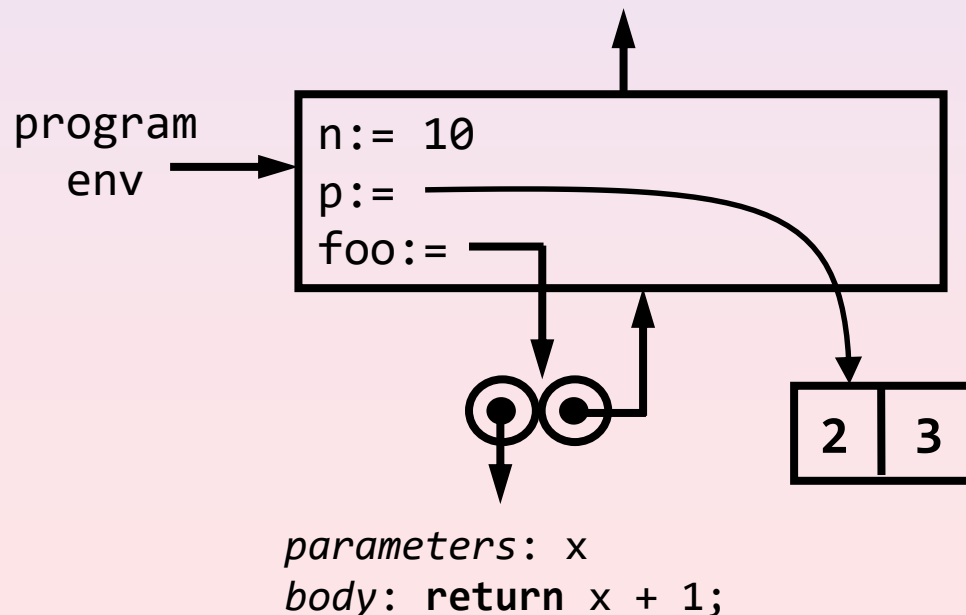 program
env
n:= 10
p:=
foo:=
2 3
parameters: x
body: return x + 1;